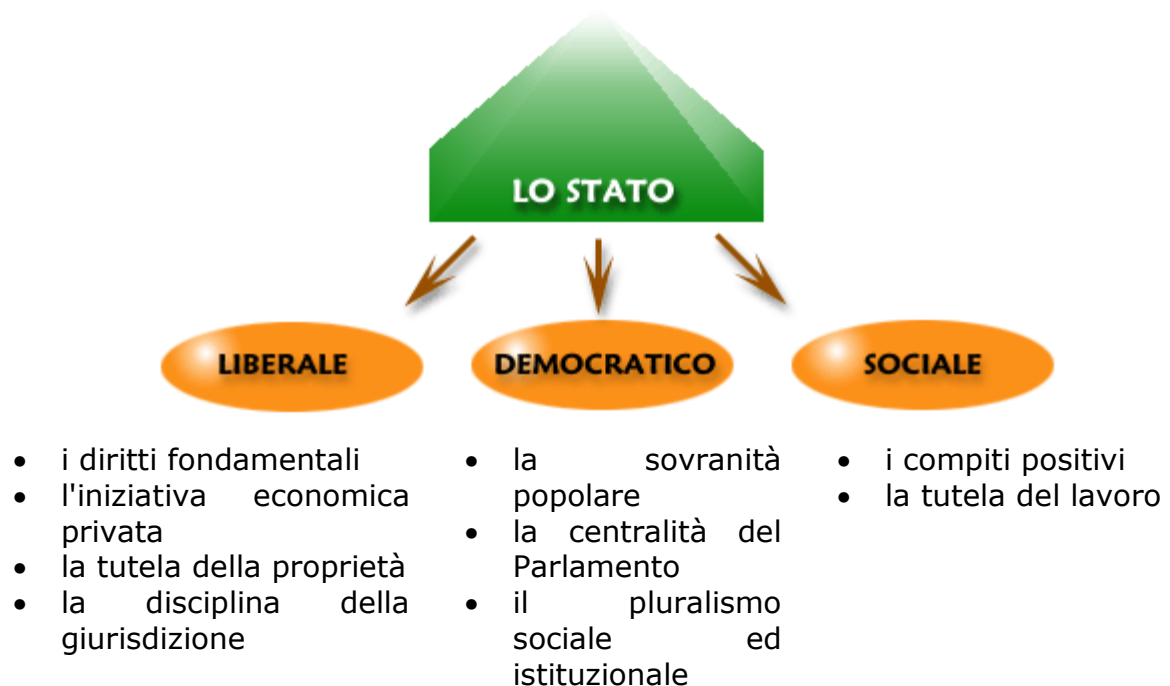 LO STATO
LIBERALE
DEMOCRATICO
SOCIALE
• i diritti fondamentali
• l'iniziativa economica
privata
• la tutela della proprietà
• la disciplina della
giurisdizione
• la sovranità
popolare
• la centralità del
Parlamento
• il pluralismo
sociale ed
istituzionale
• i compiti positivi
• la tutela del lavoro